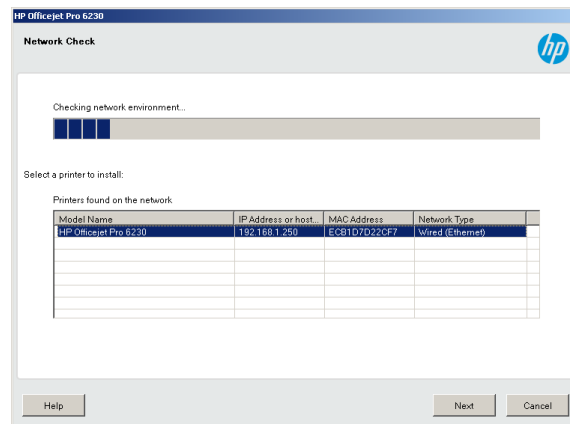 HP Officejet Pro 6230
Network Check
hp
Checking network environment...
Select a printer to install:
Printers found on the network
Model Name IP Address or host... MAC Address Network Type
HP Officejet Pro 6230 192.168.1.250 ECB1D7D22CF7 Wired (Ethernet)
Help Next Cancel